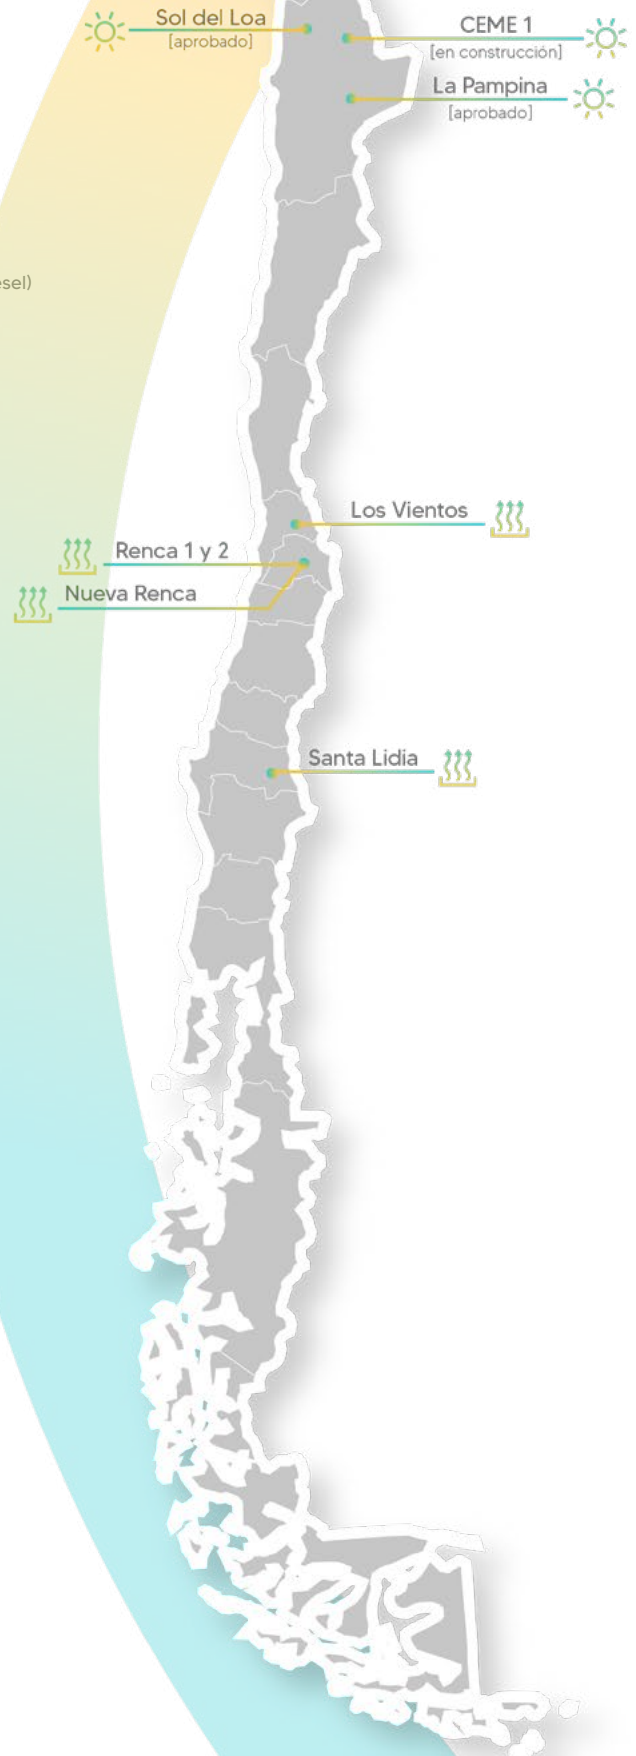 Sol del Loa
[aprobado]
CEME 1
[en construcción]
La Pampina
[aprobado]
Los Vientos
Renca 1 y 2
Nueva Renca
Santa Lidia